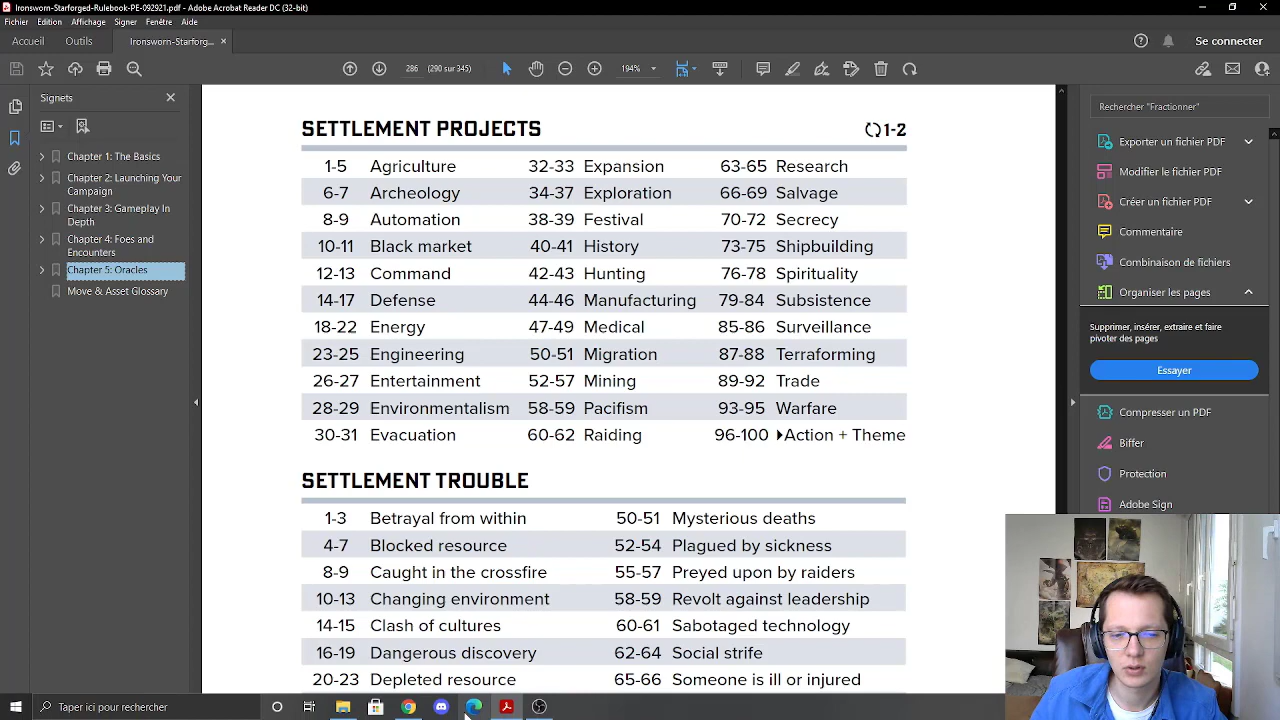 Ironsworn-Starforged-Rulebook-PE-092921.pdf - Adobe Acrobat Reader DC (32-bit)
Fichier Edition Affichage Signer Fenêtre Aide
Accueil Outils Ironsworn-Starforg...
Se connecter
286 (290 sur 345) 194%
Signets
Chapter 1: The Basics
Chapter 2: Launching Your
Campaign
Chapter 3: Gameplay In
Depth
Chapter 4: Foes and
Encounters
Chapter 5: Oracles
Move & Asset Glossary
SETTLEMENT PROJECTS 1-2
1-5 Agriculture 32-33 Expansion 63-65 Research
6-7 Archeology 34-37 Exploration 66-69 Salvage
8-9 Automation 38-39 Festival 70-72 Secrecy
10-11 Black market 40-41 History 73-75 Shipbuilding
12-13 Command 42-43 Hunting 76-78 Spirituality
14-17 Defense 44-46 Manufacturing 79-84 Subsistence
18-22 Energy 47-49 Medical 85-86 Surveillance
23-25 Engineering 50-51 Migration 87-88 Terraforming
26-27 Entertainment 52-57 Mining 89-92 Trade
28-29 Environmentalism 58-59 Pacifism 93-95 Warfare
30-31 Evacuation 60-62 Raiding 96-100 Action + Theme
SETTLEMENT TROUBLE
1-3 Betrayal from within 50-51 Mysterious deaths
4-7 Blocked resource 52-54 Plagued by sickness
8-9 Caught in the crossfire 55-57 Preyed upon by raiders
10-13 Changing environment 58-59 Revolt against leadership
14-15 Clash of cultures 60-61 Sabotaged technology
16-19 Dangerous discovery 62-64 Social strife
20-23 Depleted resource 65-66 Someone is ill or injured
Rechercher "Fractionner"
Exporter un fichier PDF
Modifier un fichier PDF
Créer un fichier PDF
Commentaire
Combinaison de fichiers
Organiser les pages
Supprimer, insérer, extraire et faire
pivoter des pages
Essayer
Compresser un PDF
Biffer
Protection
Adobe Sign
Taper ici pour rechercher